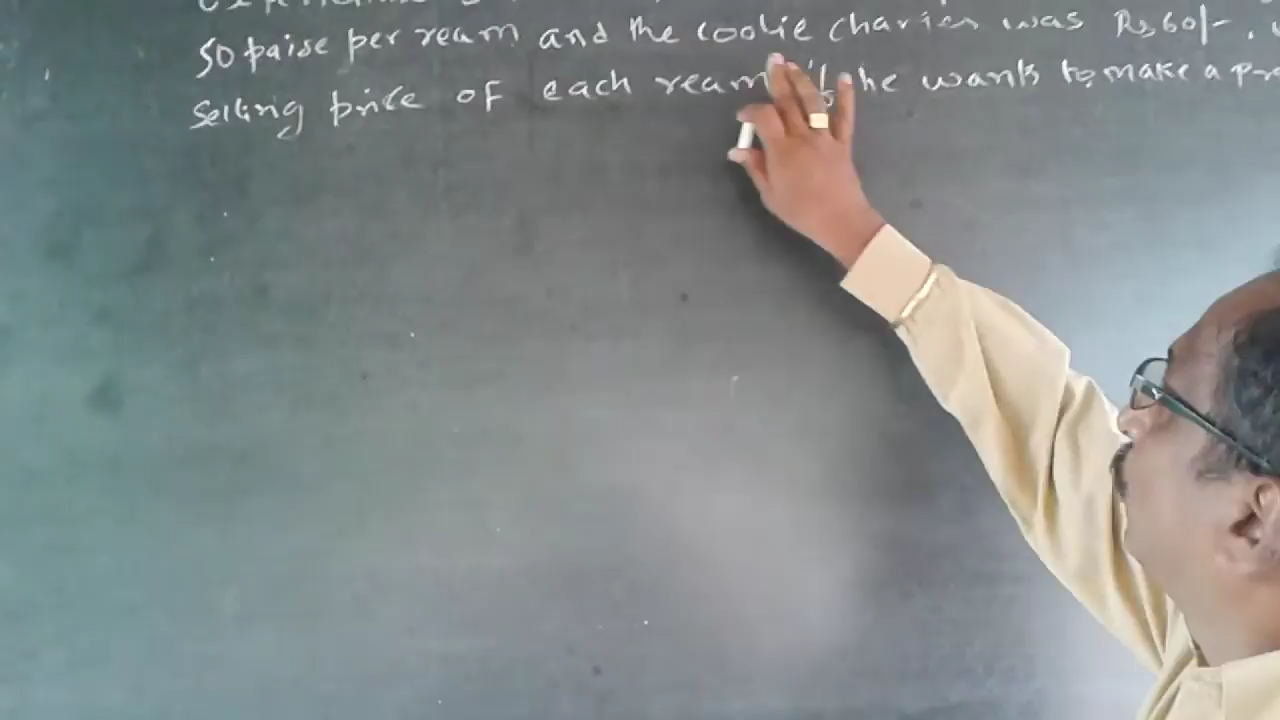 50 paise per ream and the coolie charies was Rs 60/- .
selling price of each ream if he wants to make a